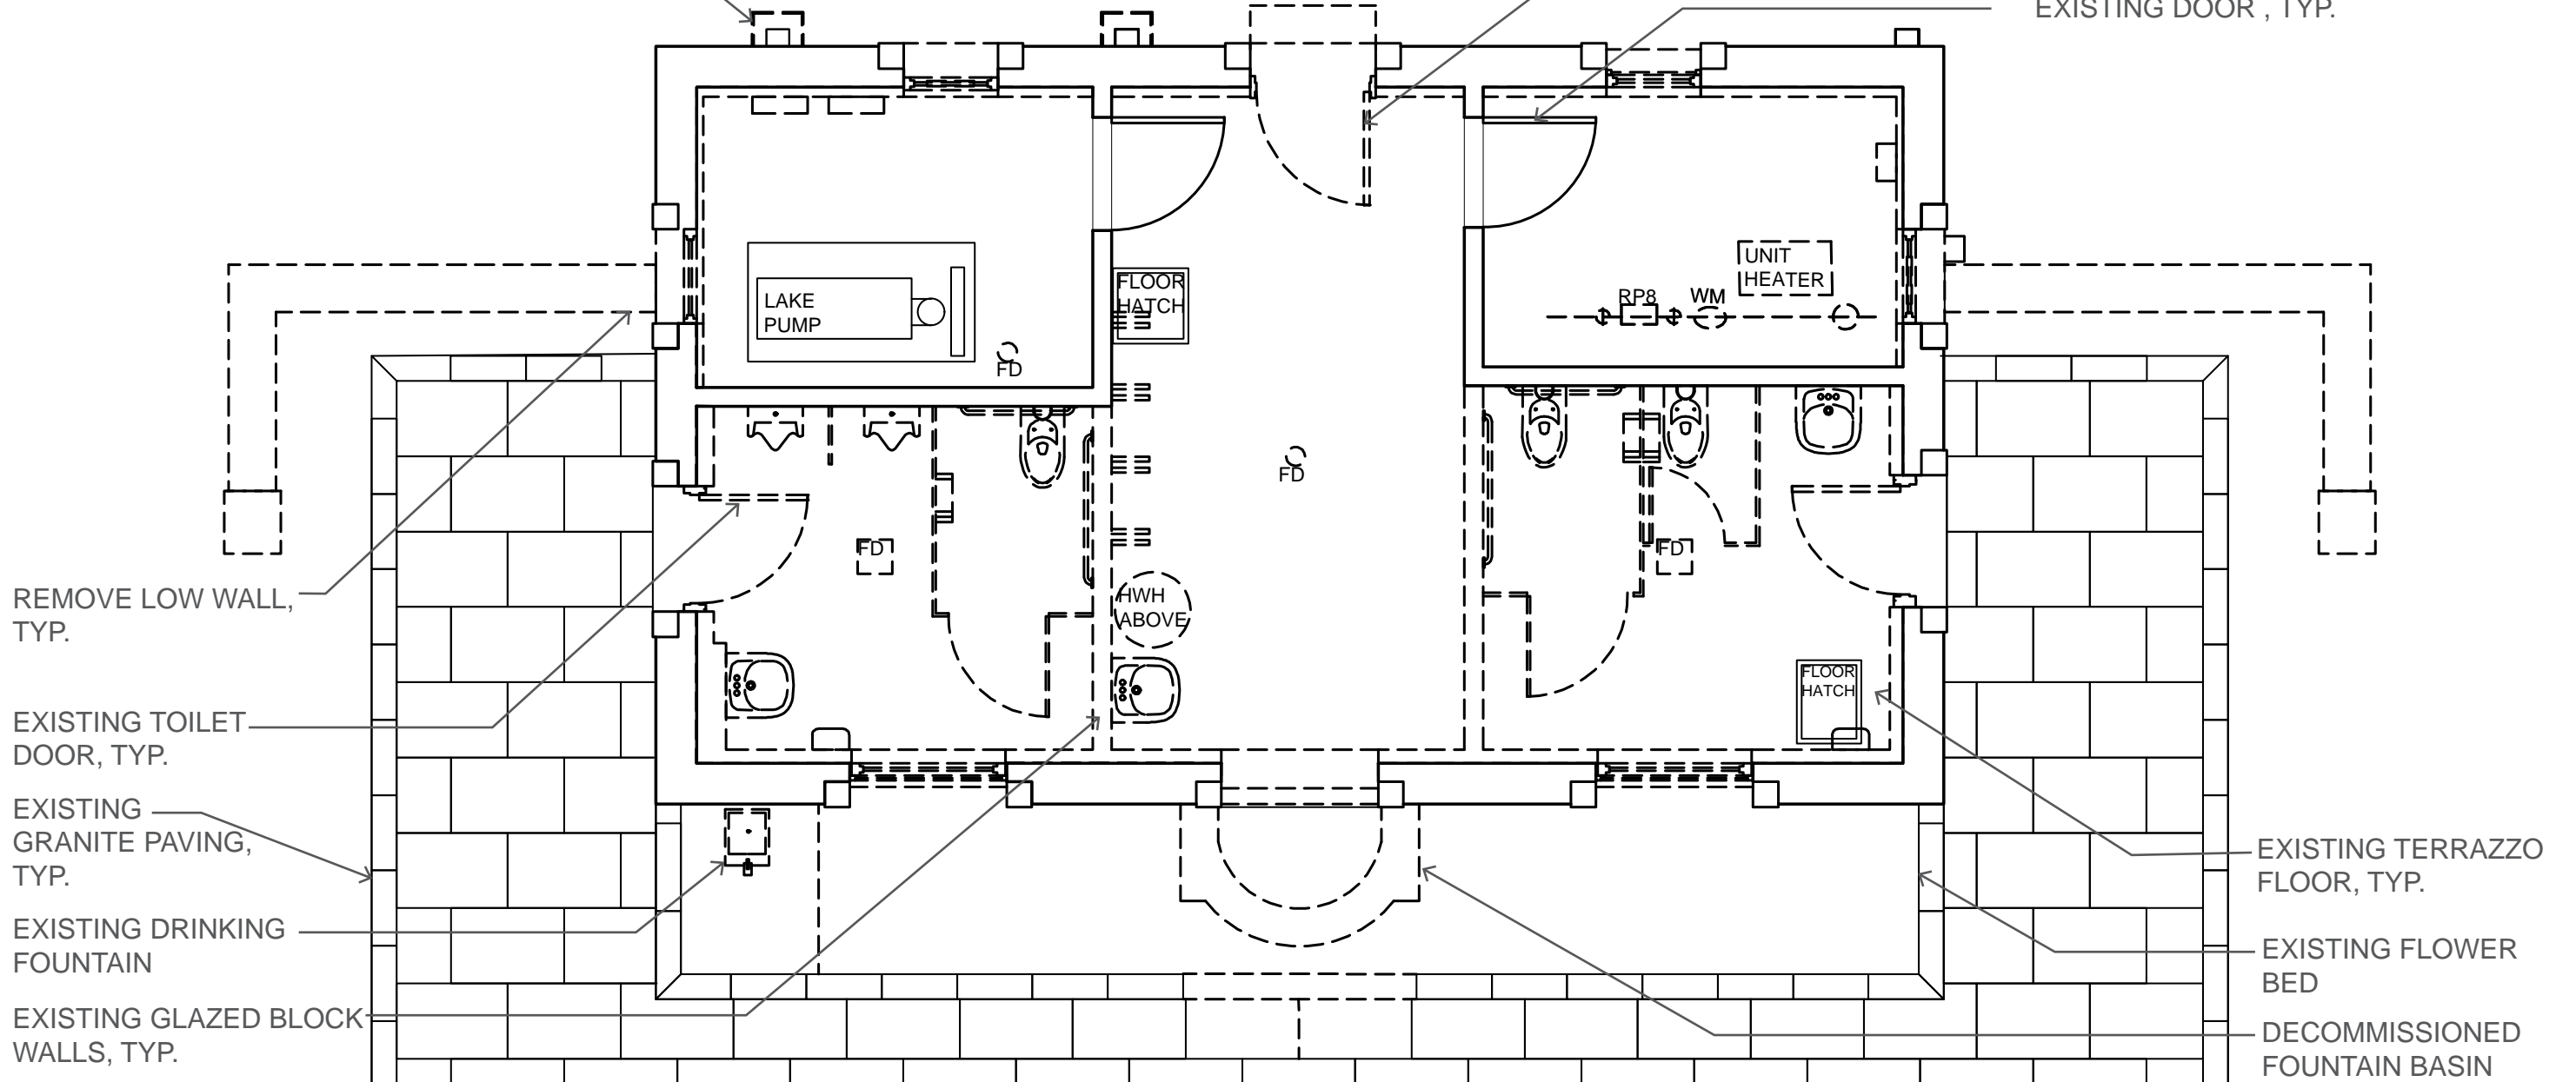 EXISTING DOOR , TYP.
UNIT
HEATER
LAKE
PUMP
FLOOR
HATCH
RP8
WM
FD
FD
FD
FD
HWH
ABOVE
FLOOR
HATCH
REMOVE LOW WALL,
TYP.
EXISTING TOILET
DOOR, TYP.
EXISTING
GRANITE PAVING,
TYP.
EXISTING DRINKING
FOUNTAIN
EXISTING GLAZED BLOCK
WALLS, TYP.
EXISTING TERRAZZO
FLOOR, TYP.
EXISTING FLOWER
BED
DECOMMISSIONED
FOUNTAIN BASIN